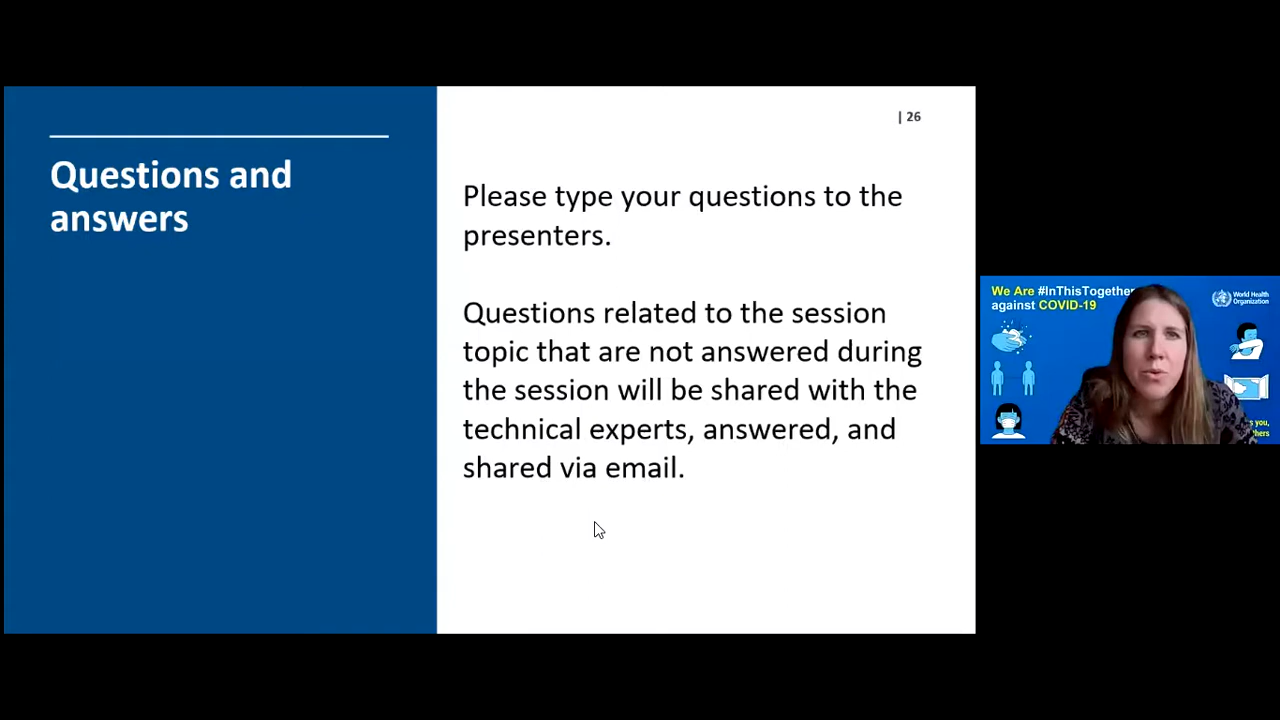 | 26
Questions and
answers
Please type your questions to the
presenters.
Questions related to the session
topic that are not answered during
the session will be shared with the
technical experts, answered, and
shared via email.
We Are #InThisTogether
against COVID-19
World Health
Organization
you,